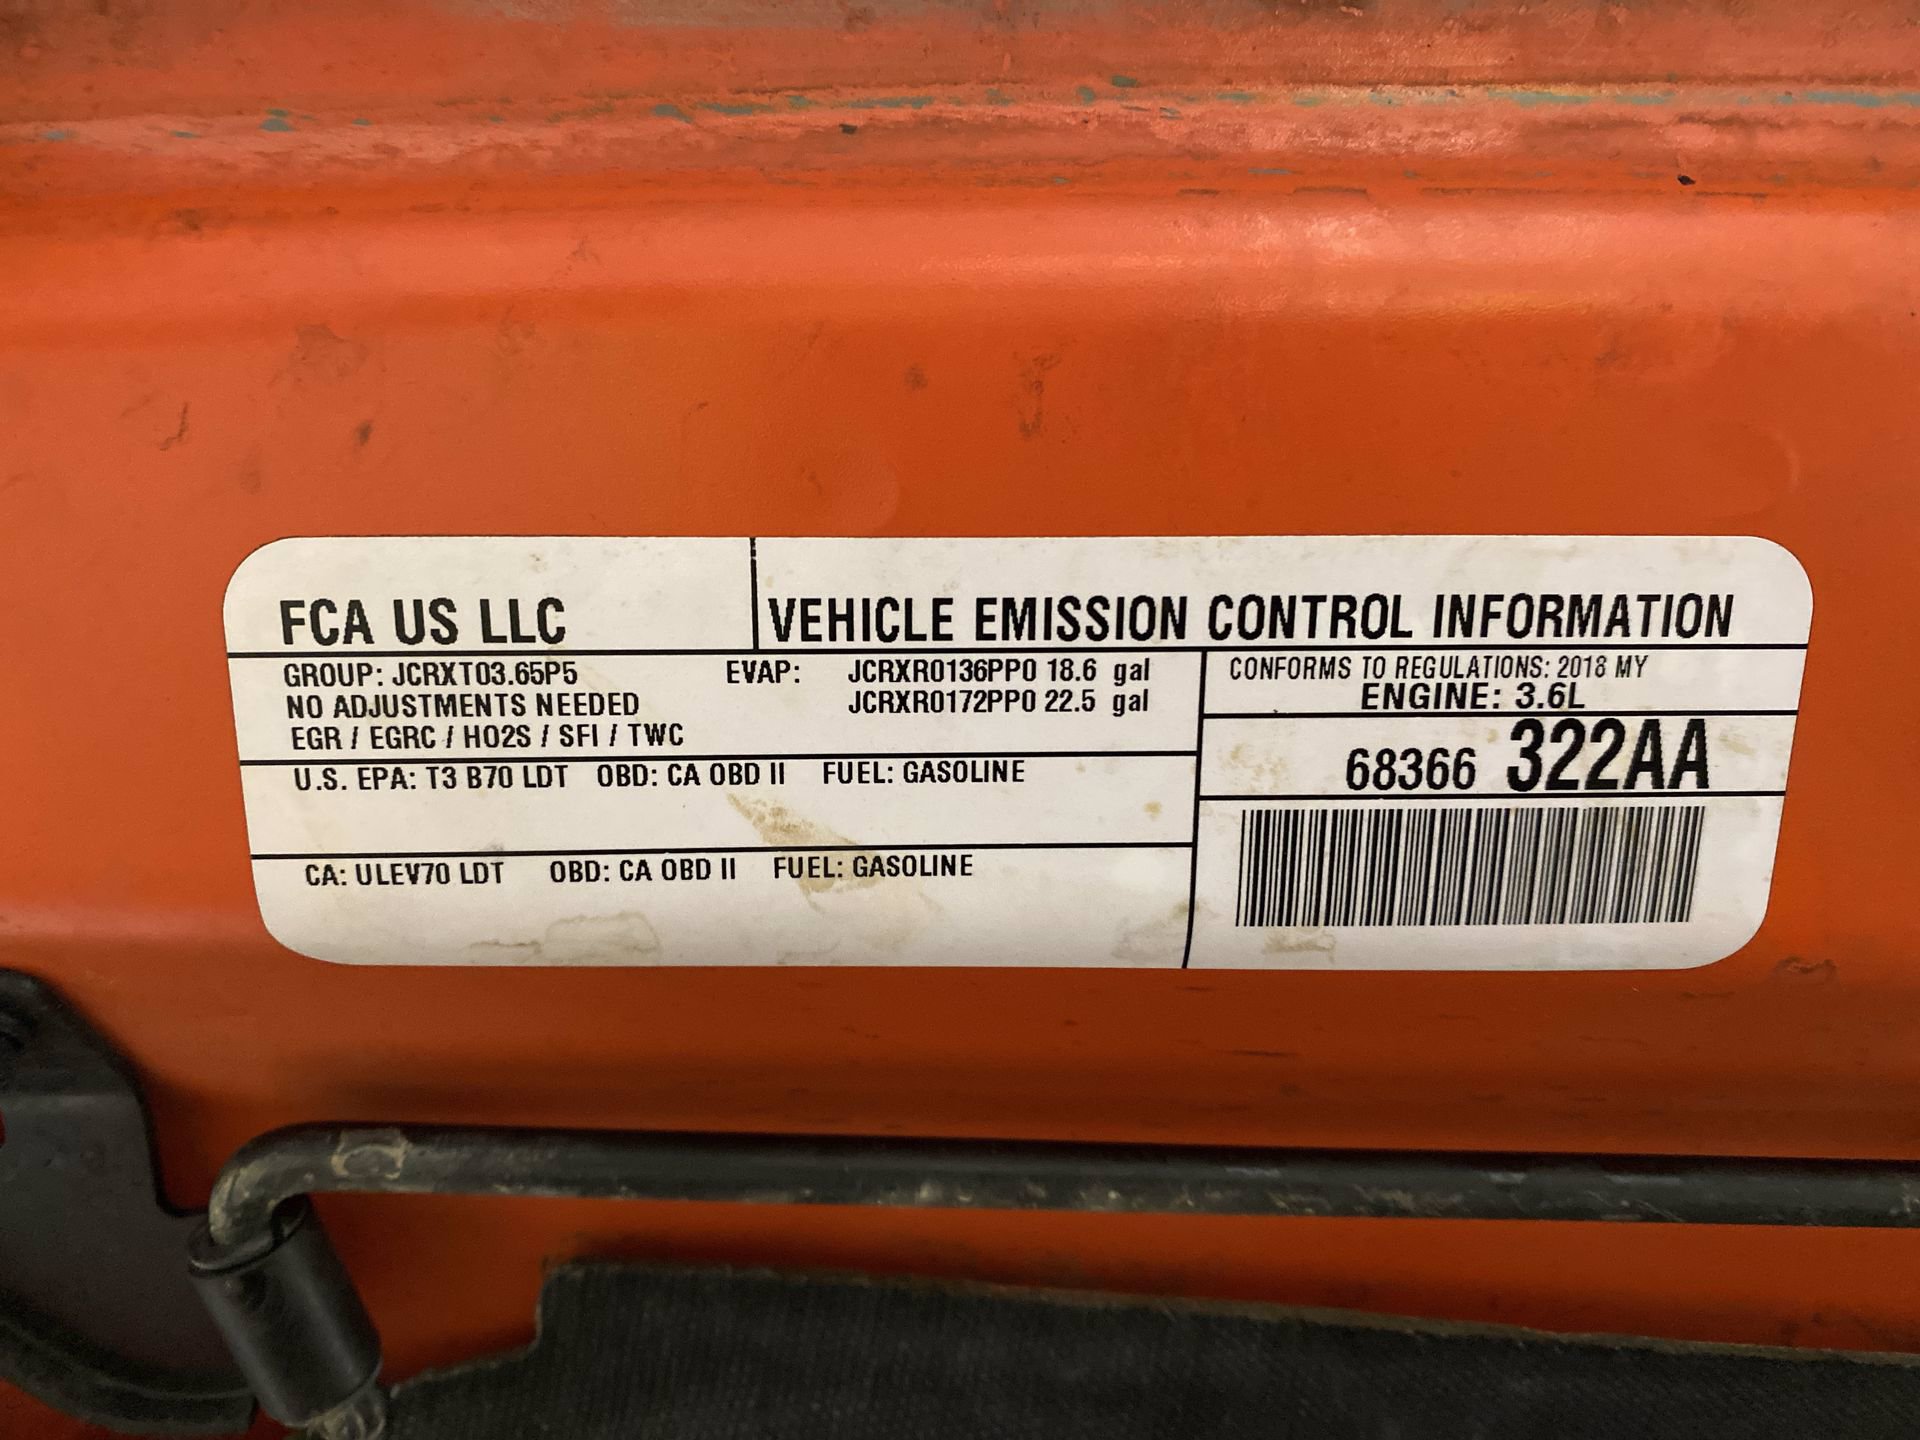 FCA US LLC
VEHICLE EMISSION CONTROL INFORMATION
GROUP: JCRXT03.65P5 EVAP: JCRXR0136PP0 18.6 gal
NO ADJUSTMENTS NEEDED JCRXR0172PP0 22.5 gal
EGR / EGRC / HO2S / SFI / TWC
U.S. EPA: T3 B70 LDT OBD: CA OBD II FUEL: GASOLINE
CA: ULEV70 LDT OBD: CA OBD II FUEL: GASOLINE
CONFORMS TO REGULATIONS: 2018 MY
ENGINE: 3.6L
68366 322AA